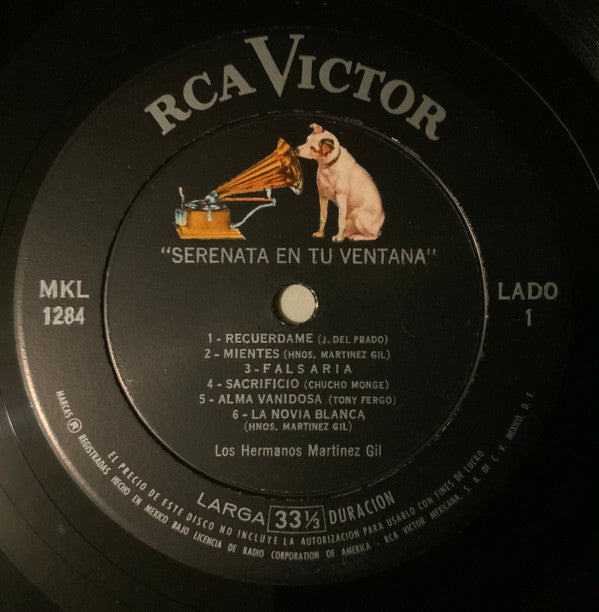 RCA VICTOR
"SERENATA EN TU VENTANA"
MKL
1284
LADO
1
1 - RECUERDAME (J. DEL PRADO)
2 - MIENTES (HNOS. MARTINEZ GIL)
3 - FALSARIA
4 - SACRIFICIO (CHUCHO MONGE)
5 - ALMA VANIDOSA (TONY FERGO)
6 - LA NOVIA BLANCA
(HNOS. MARTINEZ GIL)
Los Hermanos Martínez Gil
LARGA 33⅓ DURACION
MARCAS ® REGISTRADAS
EL PRECIO DE ESTE DISCO NO INCLUYE LA AUTORIZACION PARA USARLO CON FINES DE LUCRO
HECHO EN MEXICO BAJO LICENCIA DE RADIO CORPORATION OF AMERICA - RCA VICTOR MEXICANA, S. A. DE C. V. MEXICO, D. F.